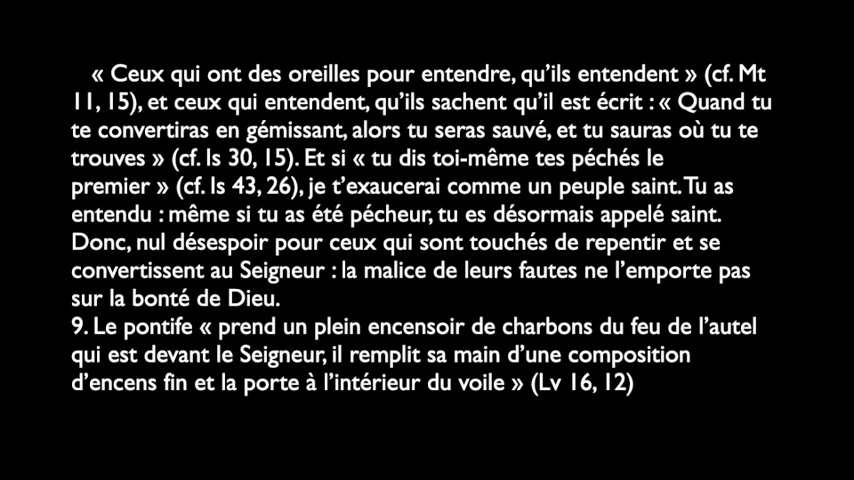 « Ceux qui ont des oreilles pour entendre, qu’ils entendent » (cf. Mt
11, 15), et ceux qui entendent, qu’ils sachent qu’il est écrit : « Quand tu
te convertiras en gémissant, alors tu seras sauvé, et tu sauras où tu te
trouves » (cf. Is 30, 15). Et si « tu dis toi-même tes péchés le
premier » (cf. Is 43, 26), je t’exaucerai comme un peuple saint. Tu as
entendu : même si tu as été pécheur, tu es désormais appelé saint.
Donc, nul désespoir pour ceux qui sont touchés de repentir et se
convertissent au Seigneur : la malice de leurs fautes ne l’emporte pas
sur la bonté de Dieu.
9. Le pontife « prend un plein encensoir de charbons du feu de l’autel
qui est devant le Seigneur, il remplit sa main d’une composition
d’encens fin et la porte à l’intérieur du voile » (Lv 16, 12)